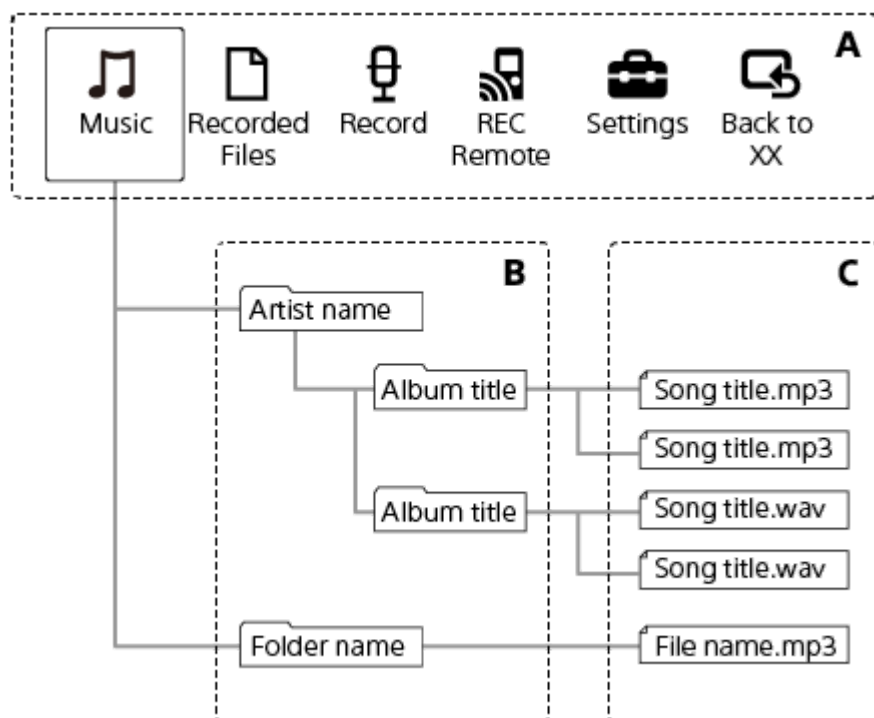 A
Music
Recorded
Files
Record
REC
Remote
Settings
Back to
XX
B
C
Artist name
Album title
Song title.mp3
Song title.mp3
Album title
Song title.wav
Song title.wav
Folder name
File name.mp3